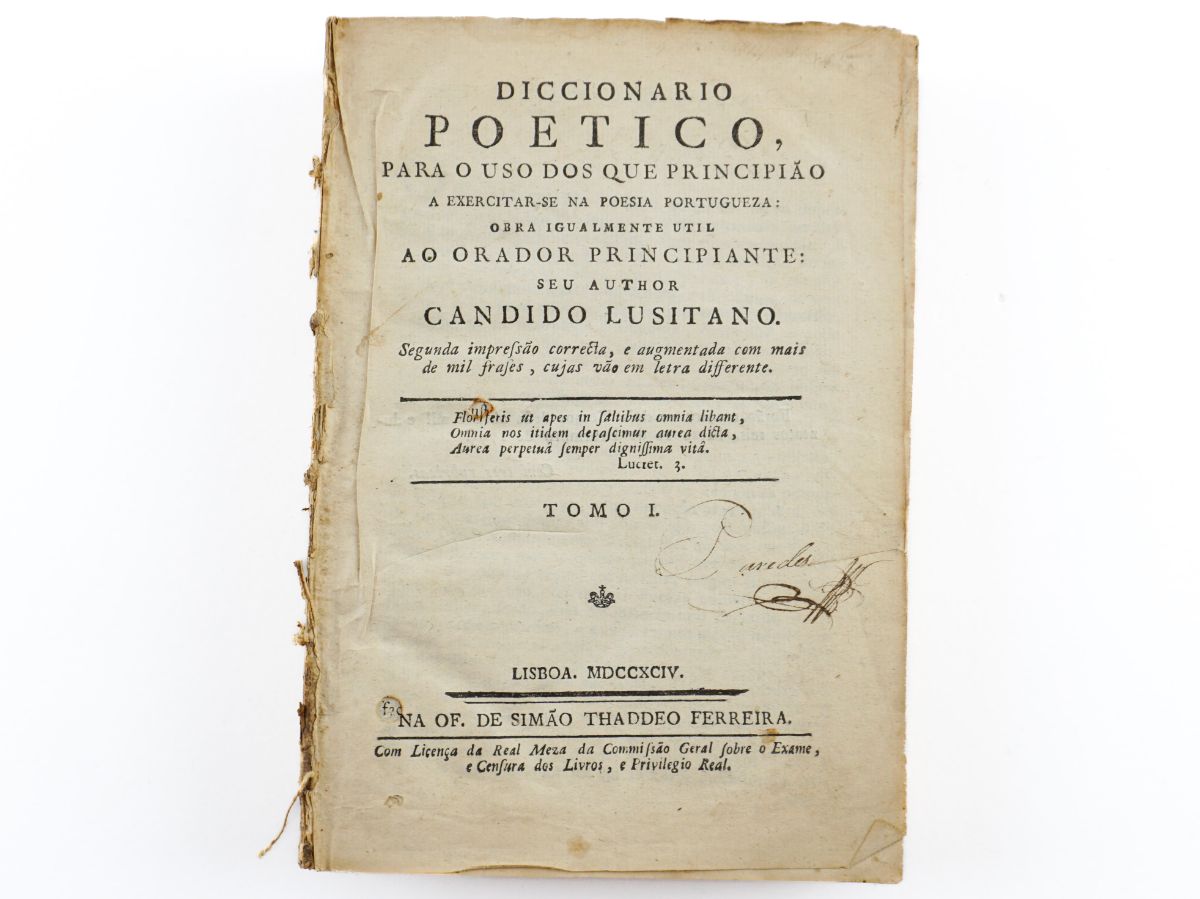 DICCIONARIO
POETICO,
PARA O USO DOS QUE PRINCIPIÃO
A EXERCITAR-SE NA POESIA PORTUGUEZA:
OBRA IGUALMENTE UTIL
AO ORADOR PRINCIPIANTE:
SEU AUTHOR
CANDIDO LUSITANO.
Segunda impreſsão correcta, e augmentada com mais
de mil fraſes, cujas vão em letra differente.
Floriferis ut apes in ſaltibus omnia libant,
Omnia nos itidem depaſcimur aurea dicta,
Aurea perpetuâ ſemper digniſſima vitâ.
Lucret. 3.
TOMO I.
Paredes
LISBOA. MDCCXCIV.
NA OF. DE SIMÃO THADDEO FERREIRA.
Com Licença da Real Meza da Commiſsão Geral ſobre o Exame,
e Cenſura dos Livros, e Privilegio Real.